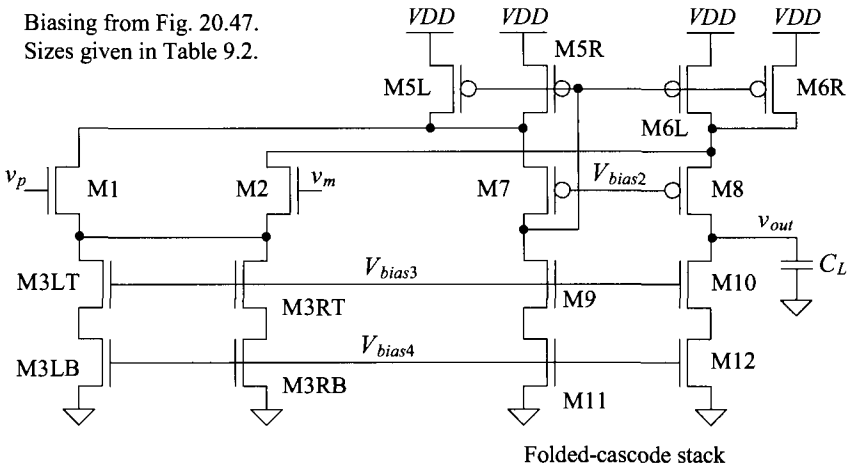 Biasing from Fig. 20.47.
Sizes given in Table 9.2.
VDD
VDD
VDD
VDD
M5L
M5R
M6L
M6R
v_p
M1
M2
v_m
M7
V_bias2
M8
v_out
C_L
M3LT
V_bias3
M3RT
M9
M10
M3LB
V_bias4
M3RB
M11
M12
Folded-cascode stack